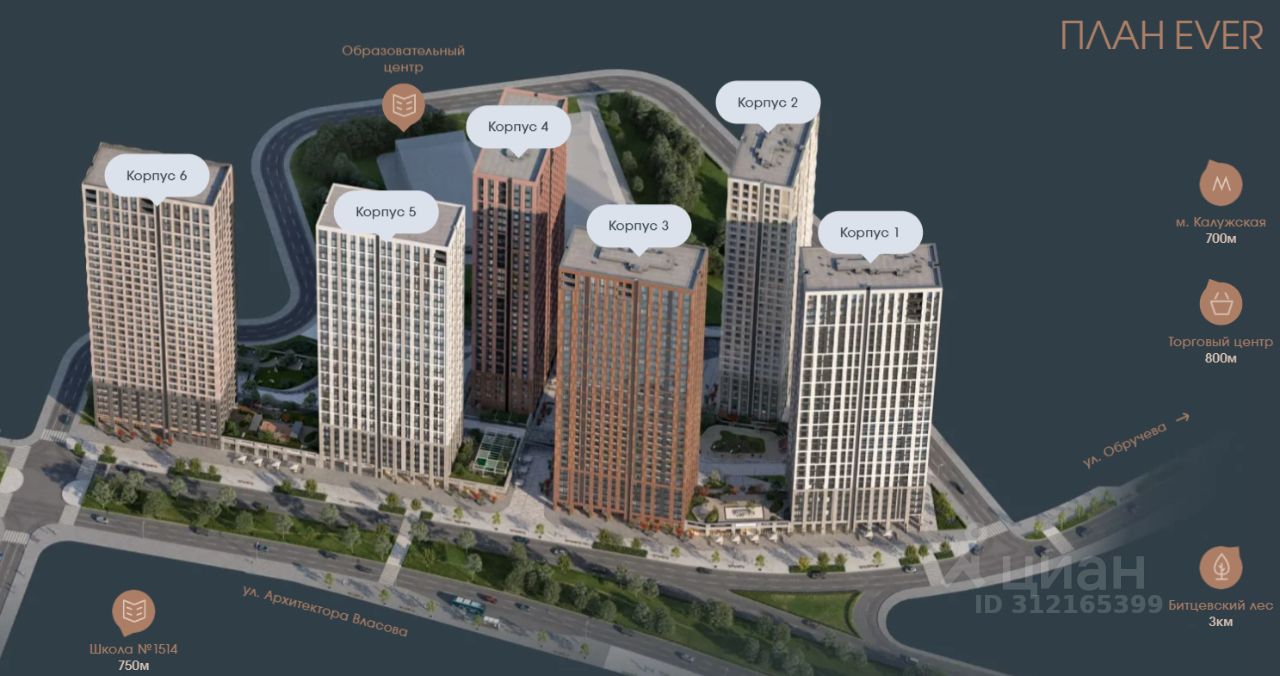 ПЛАН EVER
Образовательный
центр
Корпус 2
Корпус 4
Корпус 6
Корпус 5
Корпус 3
Корпус 1
м. Калужская
700м
Торговый центр
800м
ул. Обручева
циан
ID 312165399
Битцевский лес
3км
ул. Архитектора Власова
Школа №1514
750м